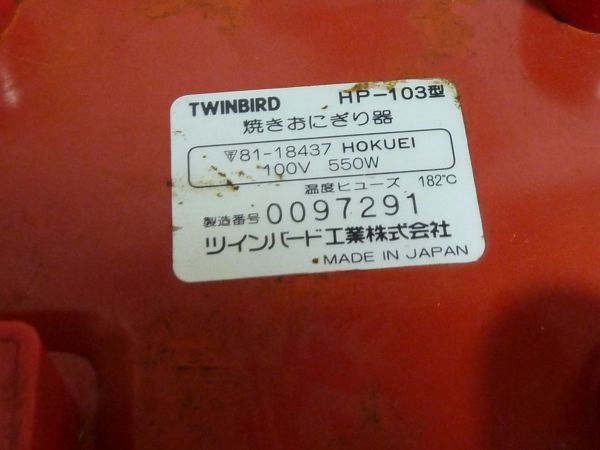 TWINBIRD HP-103型
焼きおにぎり器
81-18437 HOKUEI
100V 550W
温度ヒューズ 182℃
製造番号 0097291
ツインバード工業株式会社
MADE IN JAPAN